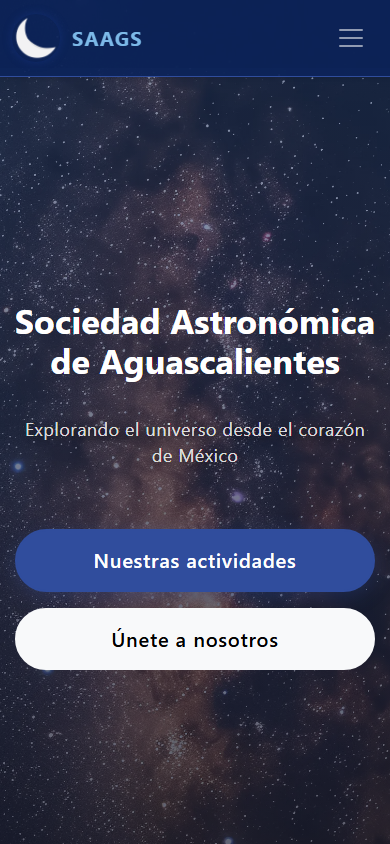 SAAGS
Sociedad Astronómica
de Aguascalientes
Explorando el universo desde el corazón
de México
Nuestras actividades
Únete a nosotros